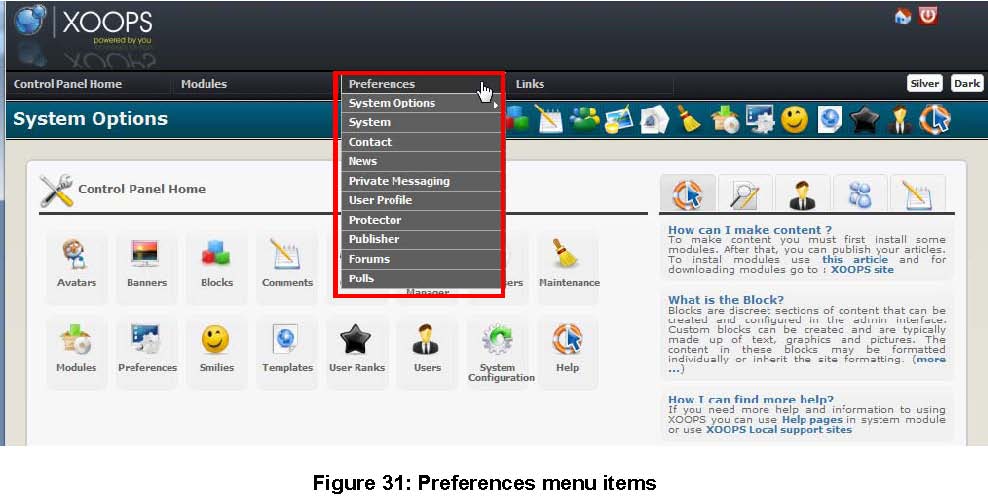 XOOPS
powered by you
Control Panel Home
Modules
Preferences
Links
Silver
Dark
System Options
System Options
System
Contact
News
Private Messaging
User Profile
Protector
Publisher
Forums
Polls
Control Panel Home
Avatars
Banners
Blocks
Comments
Manager
sers
Maintenance
Modules
Preferences
Smilies
Templates
User Ranks
Users
System
Configuration
Help
How can I make content ?
To make content you must first install some
modules. After that, you can publish your articles.
To instal modules use this article and for
downloading modules go to : XOOPS site
What is the Block?
Blocks are discreet sections of content that can be
created and configured in the admin interface.
Custom blocks can be created and are typically
made up of text, graphics and pictures. The
content in these blocks may be formatted
individually or inherit the site formatting. (more
...)
How I can find more help?
If you need more help and information to using
XOOPS you can use Help pages in system module
or use XOOPS Local support sites
Figure 31: Preferences menu items